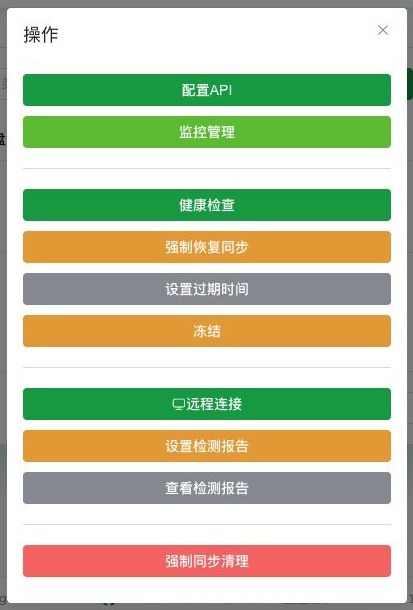 操作
配置API
监控管理
健康检查
强制恢复同步
设置过期时间
冻结
远程连接
设置检测报告
查看检测报告
强制同步清理